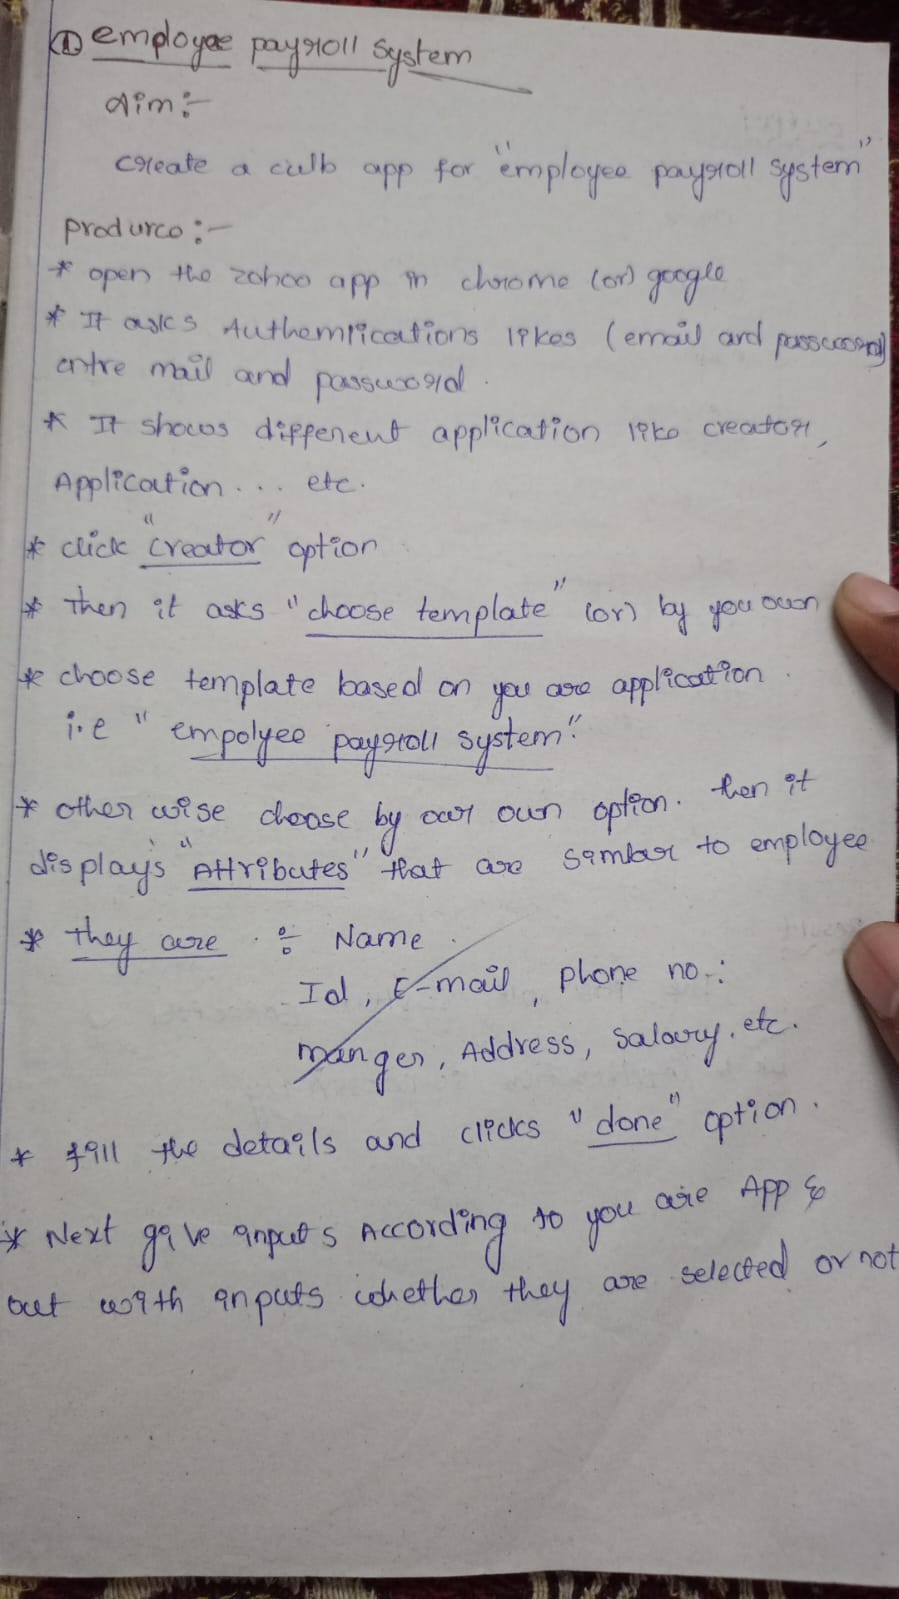 ① employee payroll system
Aim:-
create a culb app for "employee payroll system"
produrco:-
* open the zohoo app in chrome (or) google
* It asks Authemtications likes (email and password)
entre mail and password.
* It shows diffenent application like creator,
Application... etc.
* click "creator" option
* Then it asks "choose template" (or) by you own
* choose template based on you are application.
i.e "empolyee payroll system".
* other wise choose by our own option. then it
displays "Attributes" that are simlar to employee
* they are : Name
Id, E-mail, phone no.:
manger, Address, Salary, etc.
* fill the details and clicks "done" option.
* Next give inputs According to you are App &
out with inputs whether they are selected or not